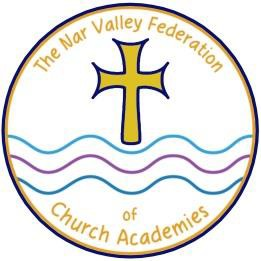 The Nar Valley Federation
of
Church Academies